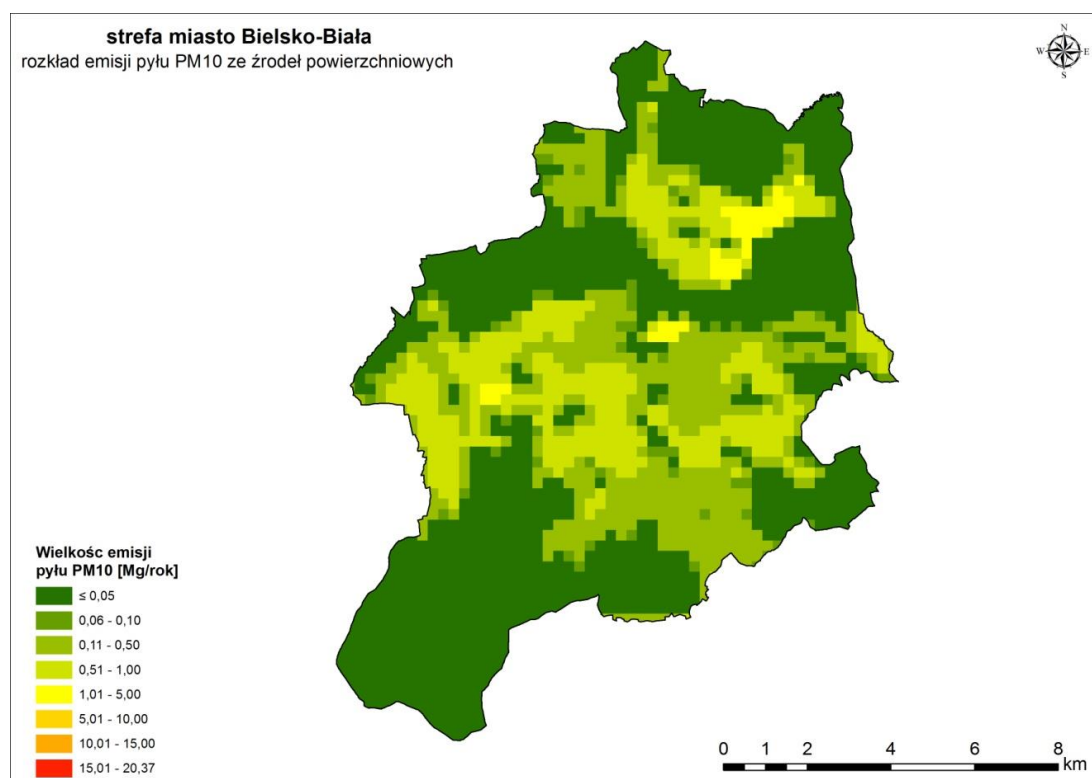 strefa miasto Bielsko-Biała
rozkład emisji pyłu PM10 ze źrodeł powierzchniowych
N
W E
S
Wielkośc emisji
pyłu PM10 [Mg/rok]
≤ 0,05
0,06 - 0,10
0,11 - 0,50
0,51 - 1,00
1,01 - 5,00
5,01 - 10,00
10,01 - 15,00
15,01 - 20,37
0 1 2 4 6 8
km